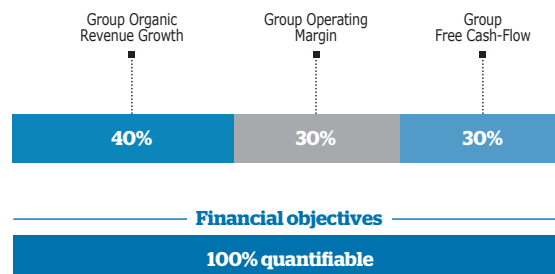 Group Organic
Revenue Growth
Group Operating
Margin
Group
Free Cash-Flow
40%
30%
30%
Financial objectives
100% quantifiable